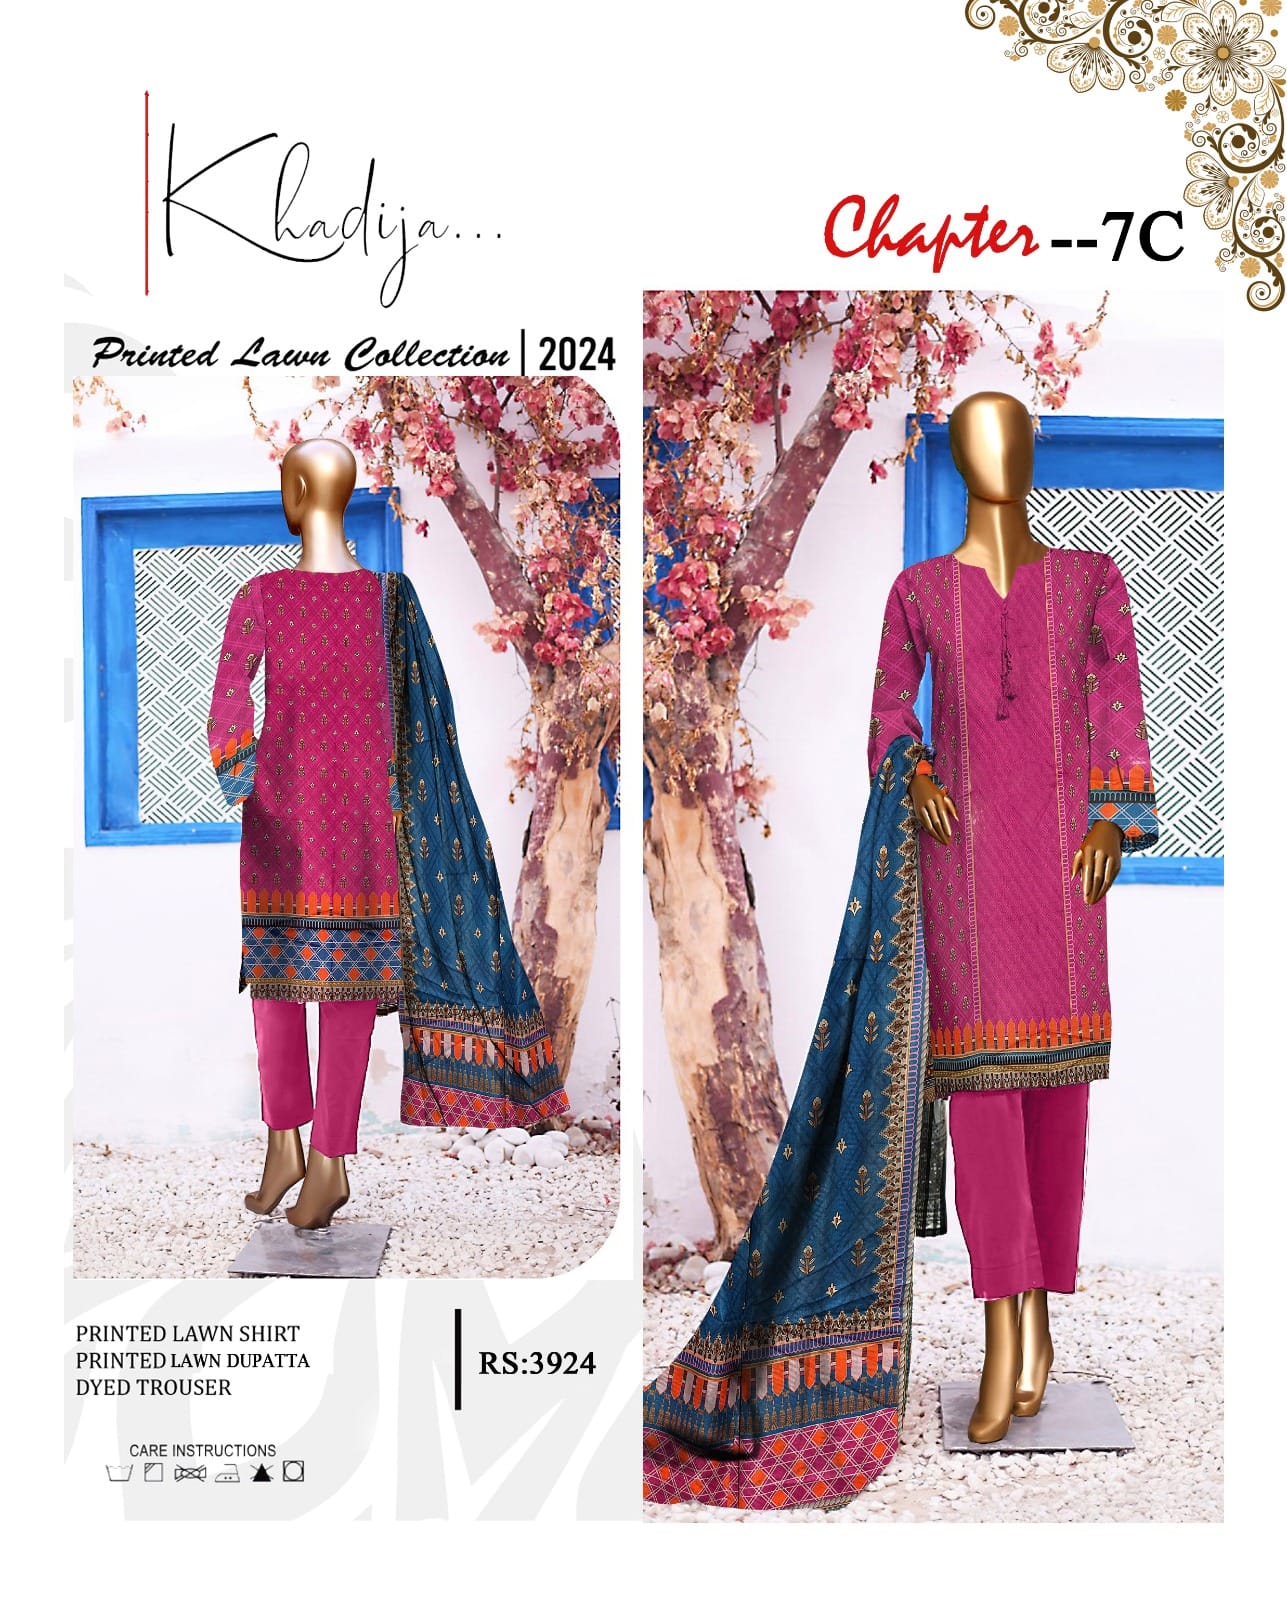 Khadija...
Chapter --7C
Printed Lawn Collection | 2024
PRINTED LAWN SHIRT
PRINTED LAWN DUPATTA
DYED TROUSER
RS:3924
CARE INSTRUCTIONS